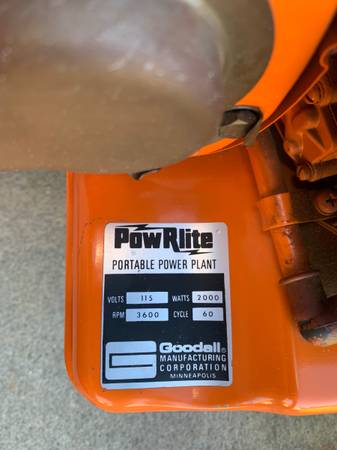 PowRlite
PORTABLE POWER PLANT
VOLTS 115 WATTS 2000
RPM 3600 CYCLE 60
Goodall®
MANUFACTURING
CORPORATION
MINNEAPOLIS